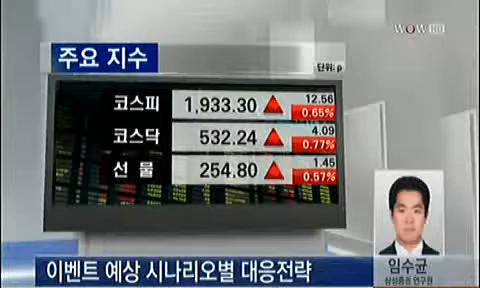 주요 지수
WOW HD
단위: p
코스피 1,933.30 ▲ 12.56 0.65%
코스닥 532.24 ▲ 4.09 0.77%
선물 254.80 ▲ 1.45 0.57%
임수균
삼성증권 연구원
이벤트 예상 시나리오별 대응전략